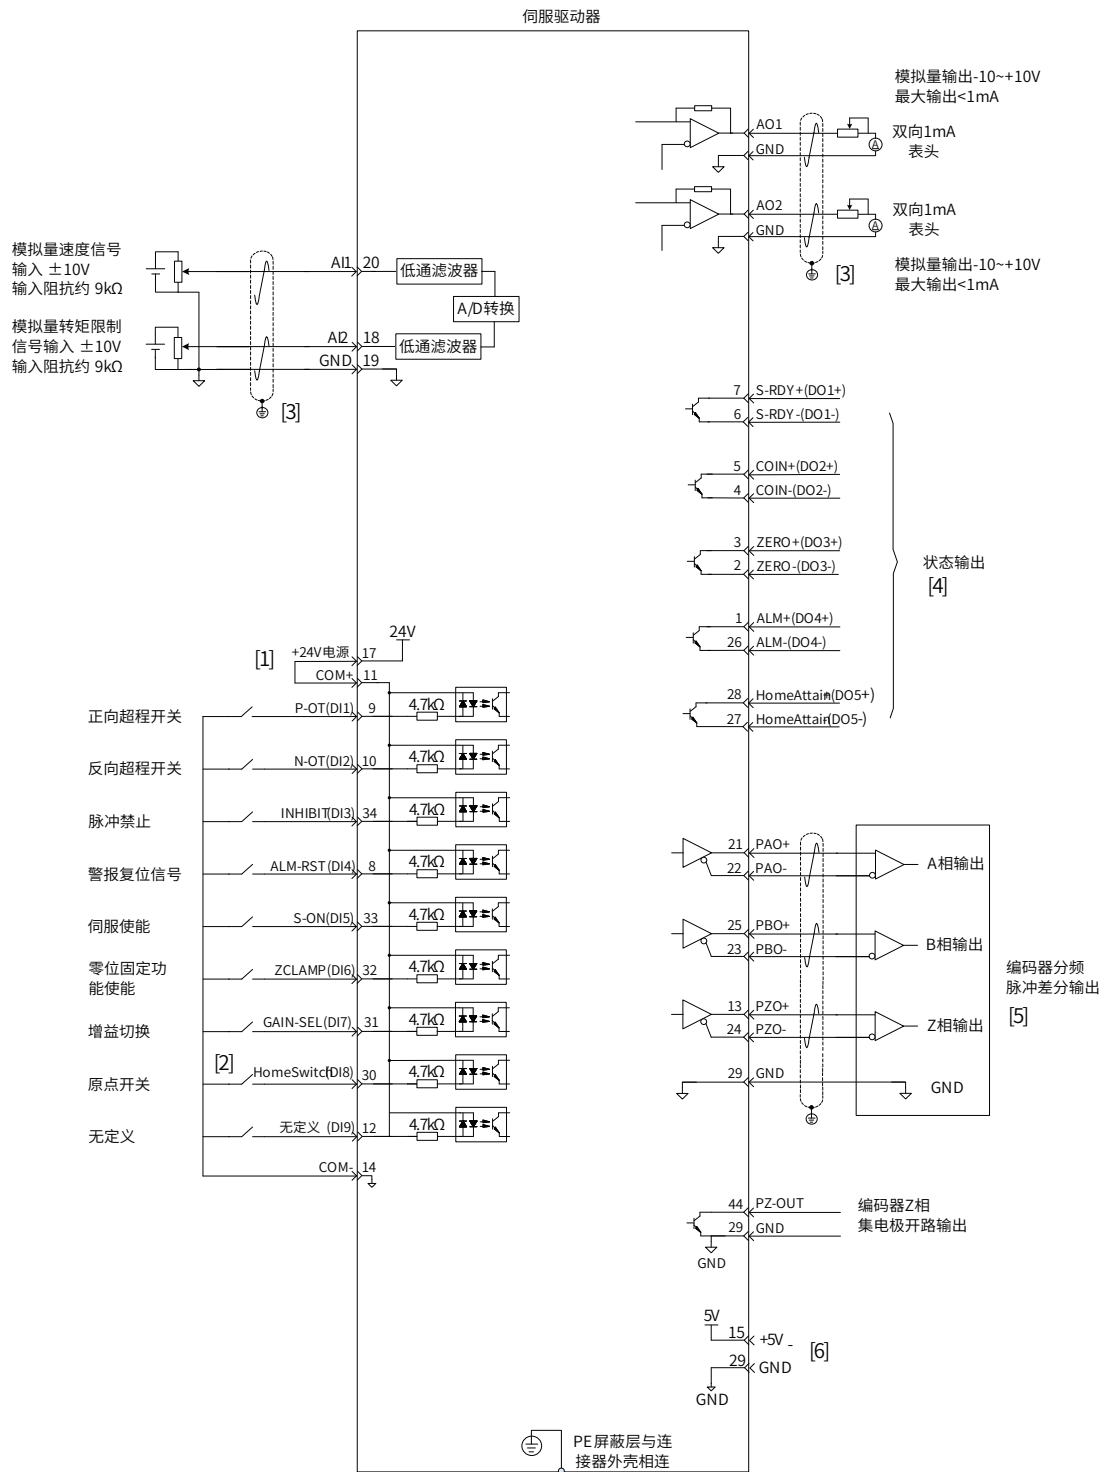 伺服驱动器
模拟量输出-10~+10V
最大输出<1mA
AO1
GND
A
双向1mA
表头
AO2
GND
A
双向1mA
表头
[3]
模拟量输出-10~+10V
最大输出<1mA
模拟量速度信号
输入 ±10V
输入阻抗约 9kΩ
AI1 20
低通滤波器
A/D转换
模拟量转矩限制
信号输入 ±10V
输入阻抗约 9kΩ
AI2 18
低通滤波器
GND 19
[3]
7 S-RDY+(DO1+)
6 S-RDY-(DO1-)
5 COIN+(DO2+)
4 COIN-(DO2-)
3 ZERO+(DO3+)
2 ZERO-(DO3-)
1 ALM+(DO4+)
26 ALM-(DO4-)
28 HomeAttain+(DO5+)
27 HomeAttain-(DO5-)
状态输出
[4]
24V
[1]
+24V电源 17
COM+ 11
正向超程开关 P-OT(DI1) 9 4.7kΩ
反向超程开关 N-OT(DI2) 10 4.7kΩ
脉冲禁止 INHIBIT(DI3) 34 4.7kΩ
警报复位信号 ALM-RST(DI4) 8 4.7kΩ
伺服使能 S-ON(DI5) 33 4.7kΩ
零位固定功
能使能
ZCLAMP(DI6) 32 4.7kΩ
增益切换 GAIN-SEL(DI7) 31 4.7kΩ
[2]
原点开关 HomeSwitch(DI8) 30 4.7kΩ
无定义 无定义 (DI9) 12 4.7kΩ
COM- 14
21 PAO+
22 PAO-
A相输出
25 PBO+
23 PBO-
B相输出
13 PZO+
24 PZO-
Z相输出
29 GND
GND
编码器分频
脉冲差分输出
[5]
44 PZ-OUT
29 GND
GND
编码器Z相
集电极开路输出
5V
15 +5V -
29 GND
GND
[6]
PE屏蔽层与连
接器外壳相连